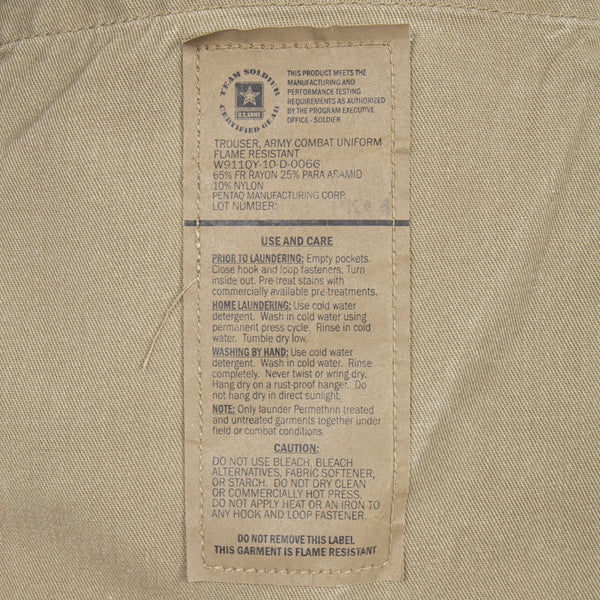 TEAM SOLDIER
CERTIFIED GEAR
U.S. ARMY
THIS PRODUCT MEETS THE
MANUFACTURING AND
PERFORMANCE TESTING
REQUIREMENTS AS AUTHORIZED
BY THE PROGRAM EXECUTIVE
OFFICE - SOLDIER
TROUSER, ARMY COMBAT UNIFORM
FLAME RESISTANT
W911QY-10-D-0066
65% FR RAYON 25% PARA ARAMID
10% NYLON
PENTAQ MANUFACTURING CORP.
LOT NUMBER:
USE AND CARE
PRIOR TO LAUNDERING: Empty pockets.
Close hook and loop fasteners. Turn
inside out. Pre-treat stains with
commercially available pre-treatments.
HOME LAUNDERING: Use cold water
detergent. Wash in cold water using
permanent press cycle. Rinse in cold
water. Tumble dry low.
WASHING BY HAND: Use cold water
detergent. Wash in cold water. Rinse
completely. Never twist or wring dry.
Hang dry on a rust-proof hanger. Do
not hang dry in direct sunlight.
NOTE: Only launder Permethrin treated
and untreated garments together under
field or combat conditions.
CAUTION:
DO NOT USE BLEACH, BLEACH
ALTERNATIVES, FABRIC SOFTENER,
OR STARCH. DO NOT DRY CLEAN
OR COMMERCIALLY HOT PRESS.
DO NOT APPLY HEAT OR AN IRON TO
ANY HOOK AND LOOP FASTENER.
DO NOT REMOVE THIS LABEL
THIS GARMENT IS FLAME RESISTANT